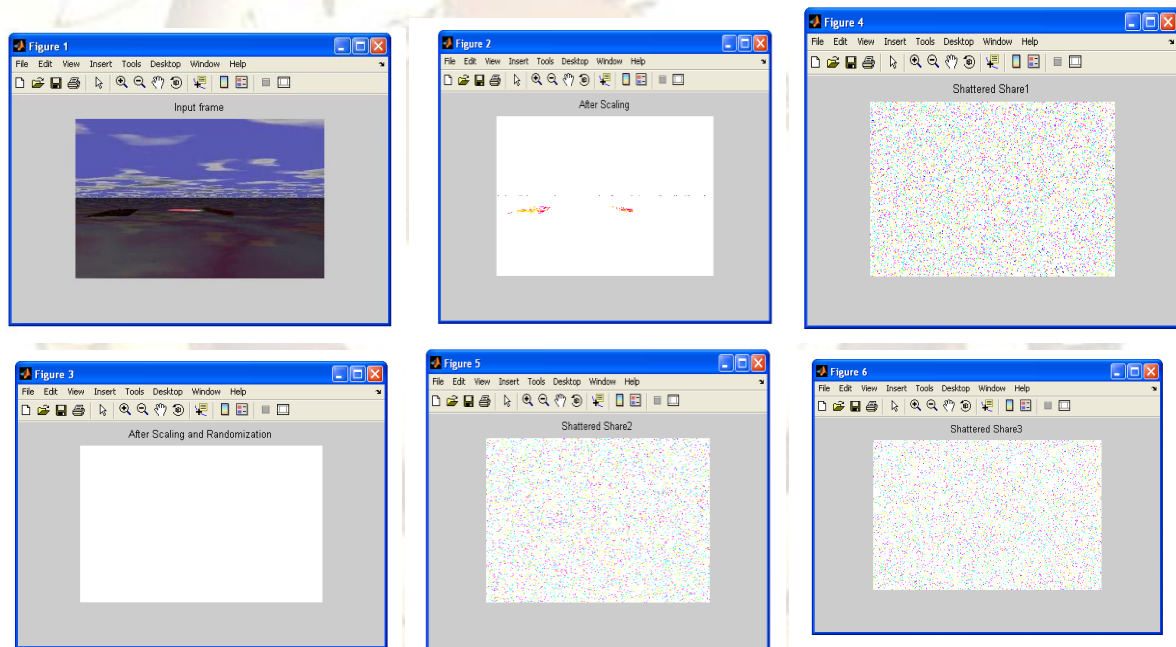 Figure 1
File Edit View Insert Tools Desktop Window Help
Input frame
Figure 2
File Edit View Insert Tools Desktop Window Help
After Scaling
Figure 4
File Edit View Insert Tools Desktop Window Help
Shattered Share1
Figure 3
File Edit View Insert Tools Desktop Window Help
After Scaling and Randomization
Figure 5
File Edit View Insert Tools Desktop Window Help
Shattered Share2
Figure 6
File Edit View Insert Tools Desktop Window Help
Shattered Share3